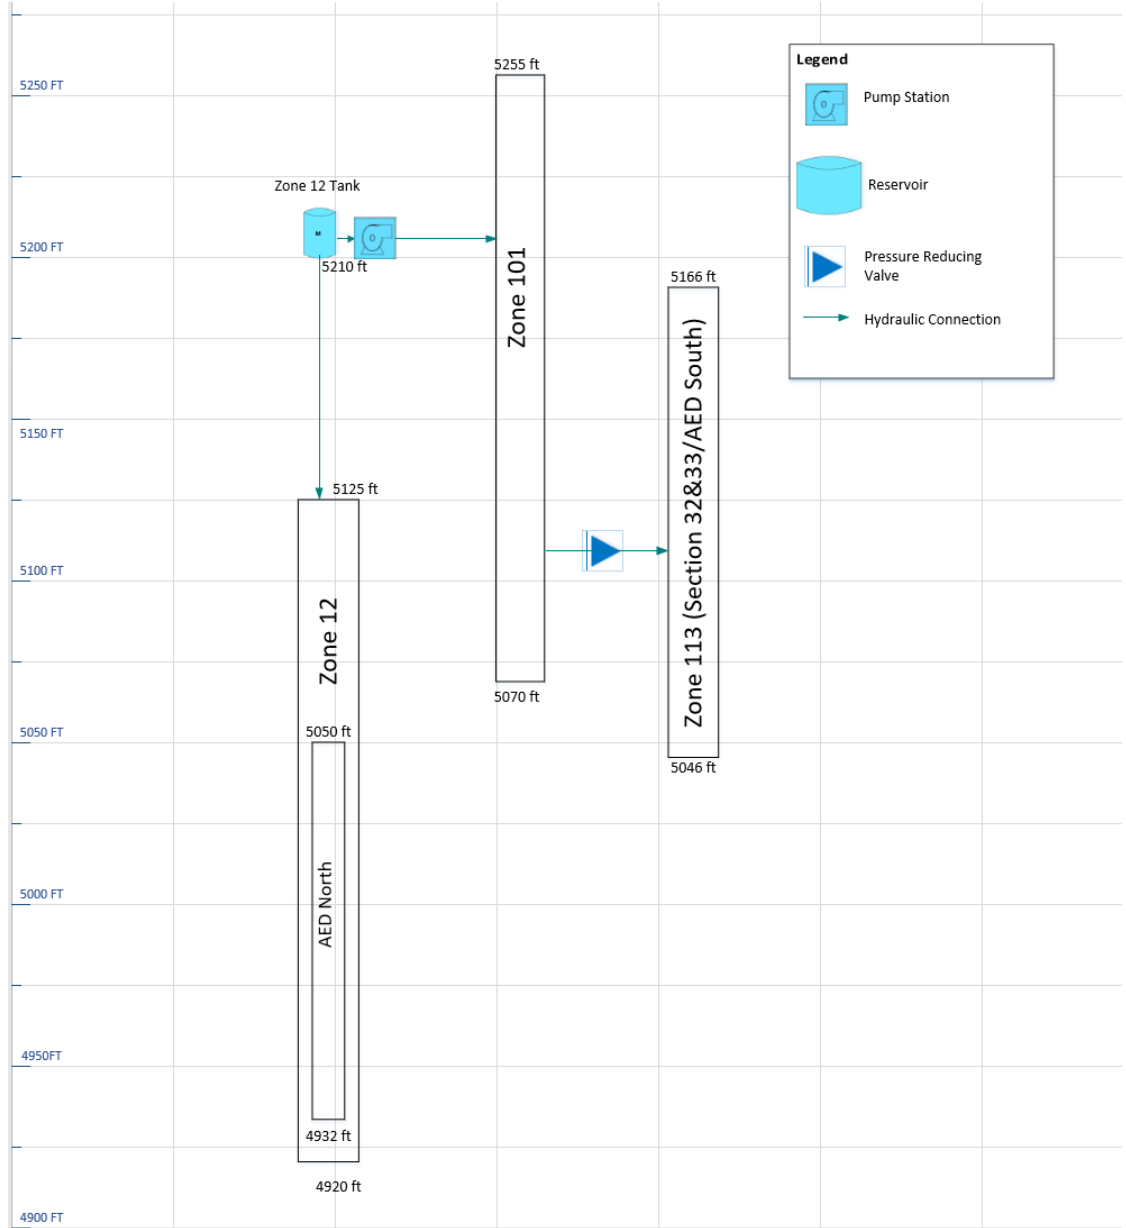 5255 ft
Legend
5250 FT
Pump Station
Zone 12 Tank
Reservoir
M
5200 FT
5210 ft
Zone 101
Pressure Reducing
Valve
5166 ft
Hydraulic Connection
Zone 113 (Section 32&33/AED South)
5150 FT
5125 ft
5100 FT
Zone 12
5070 ft
5050 FT
5050 ft
5046 ft
5000 FT
AED North
4950FT
4932 ft
4920 ft
4900 FT